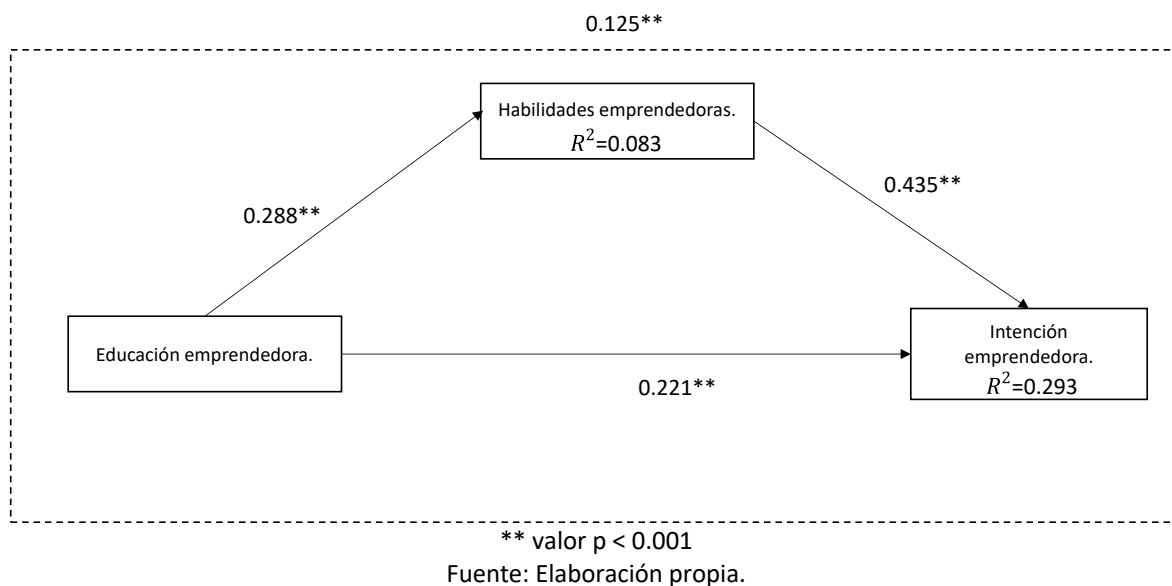 0.125**
Habilidades emprendedoras.
R²=0.083
0.288**
0.435**
Educación emprendedora.
0.221**
Intención
emprendedora.
R²=0.293
** valor p < 0.001
Fuente: Elaboración propia.